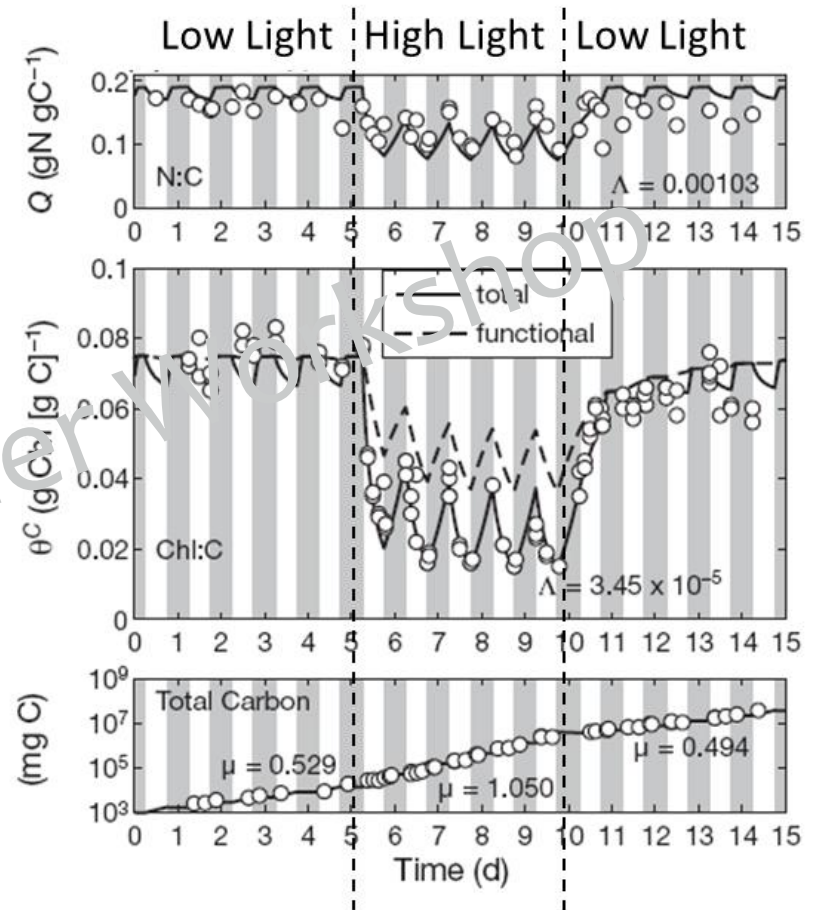 Low Light High Light Low Light
Q (gN gC⁻¹)
0.2
0.1
0
N:C
Λ = 0.00103
0 1 2 3 4 5 6 7 8 9 10 11 12 13 14 15
θᶜ (g Chl [g C]⁻¹)
0.1
0.08
0.06
0.04
0.02
0
total
functional
Chl:C
Λ = 3.45 x 10⁻⁵
0 1 2 3 4 5 6 7 8 9 10 11 12 13 14 15
er Workshop
(mg C)
10⁹
10⁷
10⁵
10³
Total Carbon
μ = 0.529
μ = 1.050
μ = 0.494
0 1 2 3 4 5 6 7 8 9 10 11 12 13 14 15
Time (d)